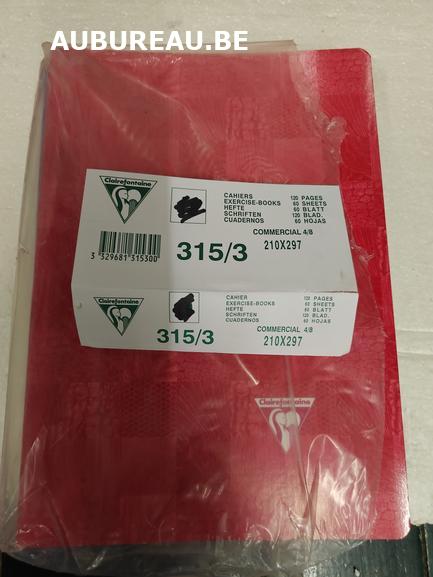 AUBUREAU.BE
Clairefontaine
CAHIERS 120 PAGES
EXERCISE-BOOKS 60 SHEETS
HEFTE 60 BLATT
SCHRIFTEN 120 BLAD.
CUADERNOS 60 HOJAS
COMMERCIAL 4/8
315/3 210X297
3 329681 315300
Clairefontaine
CAHIER 120 PAGES
EXERCISE-BOOKS 60 SHEETS
HEFTE 60 BLATT
SCHRIFTEN 120 BLAD.
CUADERNOS 60 HOJAS
COMMERCIAL 4/8
315/3 210X297
Clairefontaine